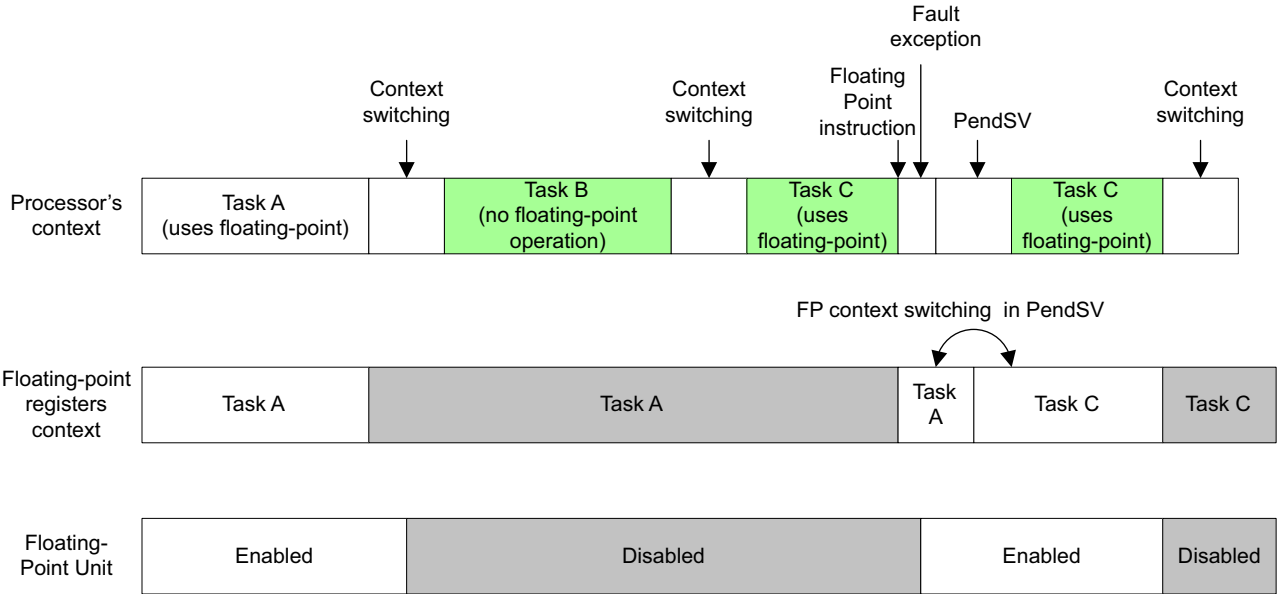 Fault
exception
Context
switching
Context
switching
Floating
Point
instruction
PendSV
Context
switching
Processor's
context
Task A
(uses floating-point)
Task B
(no floating-point
operation)
Task C
(uses
floating-point)
Task C
(uses
floating-point)
FP context switching in PendSV
Floating-point
registers
context
Task A
Task A
Task
A
Task C
Task C
Floating-
Point Unit
Enabled
Disabled
Enabled
Disabled